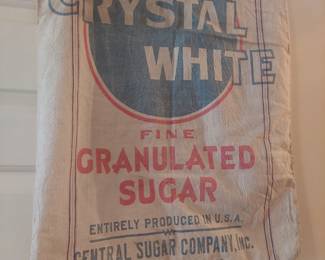 CRYSTAL
WHITE
FINE
GRANULATED
SUGAR
ENTIRELY PRODUCED IN U.S.A.
CENTRAL SUGAR COMPANY, INC.